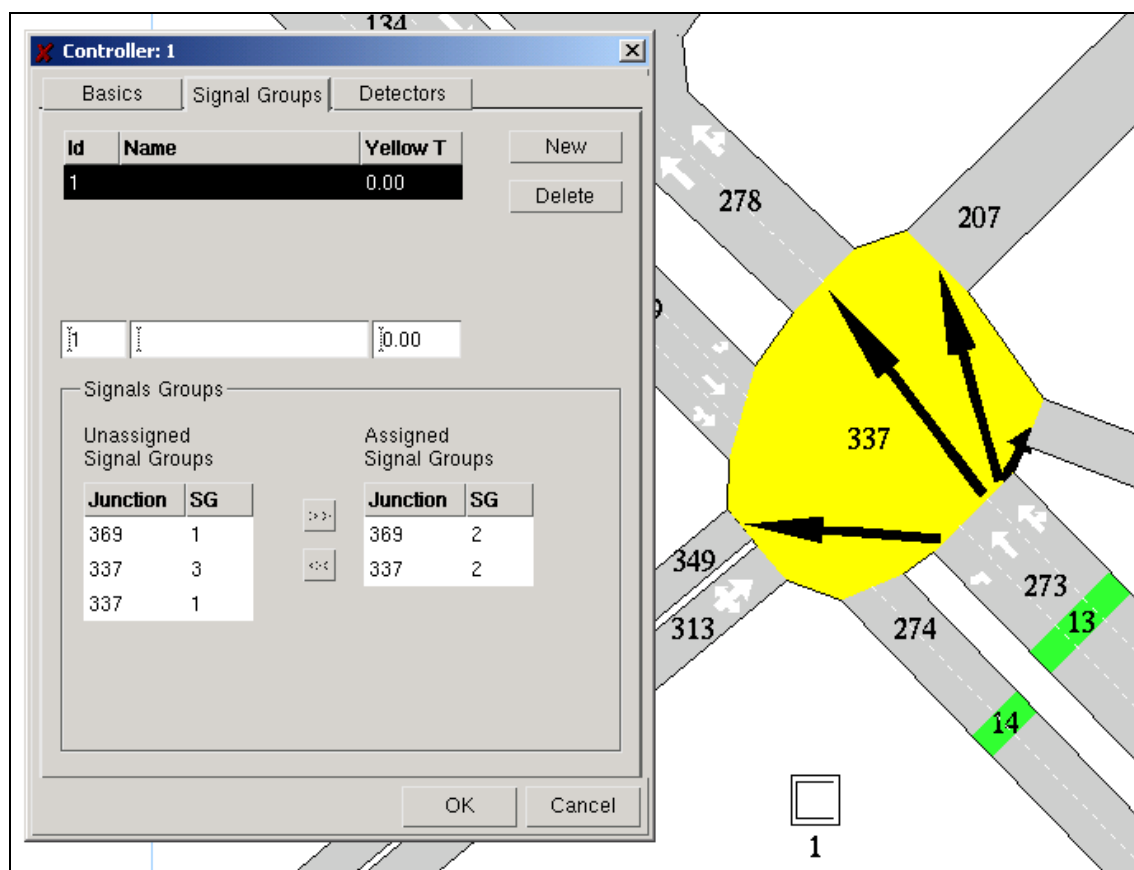 134
Controller: 1
Basics Signal Groups Detectors
Id Name Yellow T
1 0.00
New
Delete
1 0.00
Signals Groups
Unassigned
Signal Groups
Assigned
Signal Groups
Junction SG
369 1
337 3
337 1
>>
<<
Junction SG
369 2
337 2
OK Cancel
278
207
9
337
349
313
273
274
13
14
1